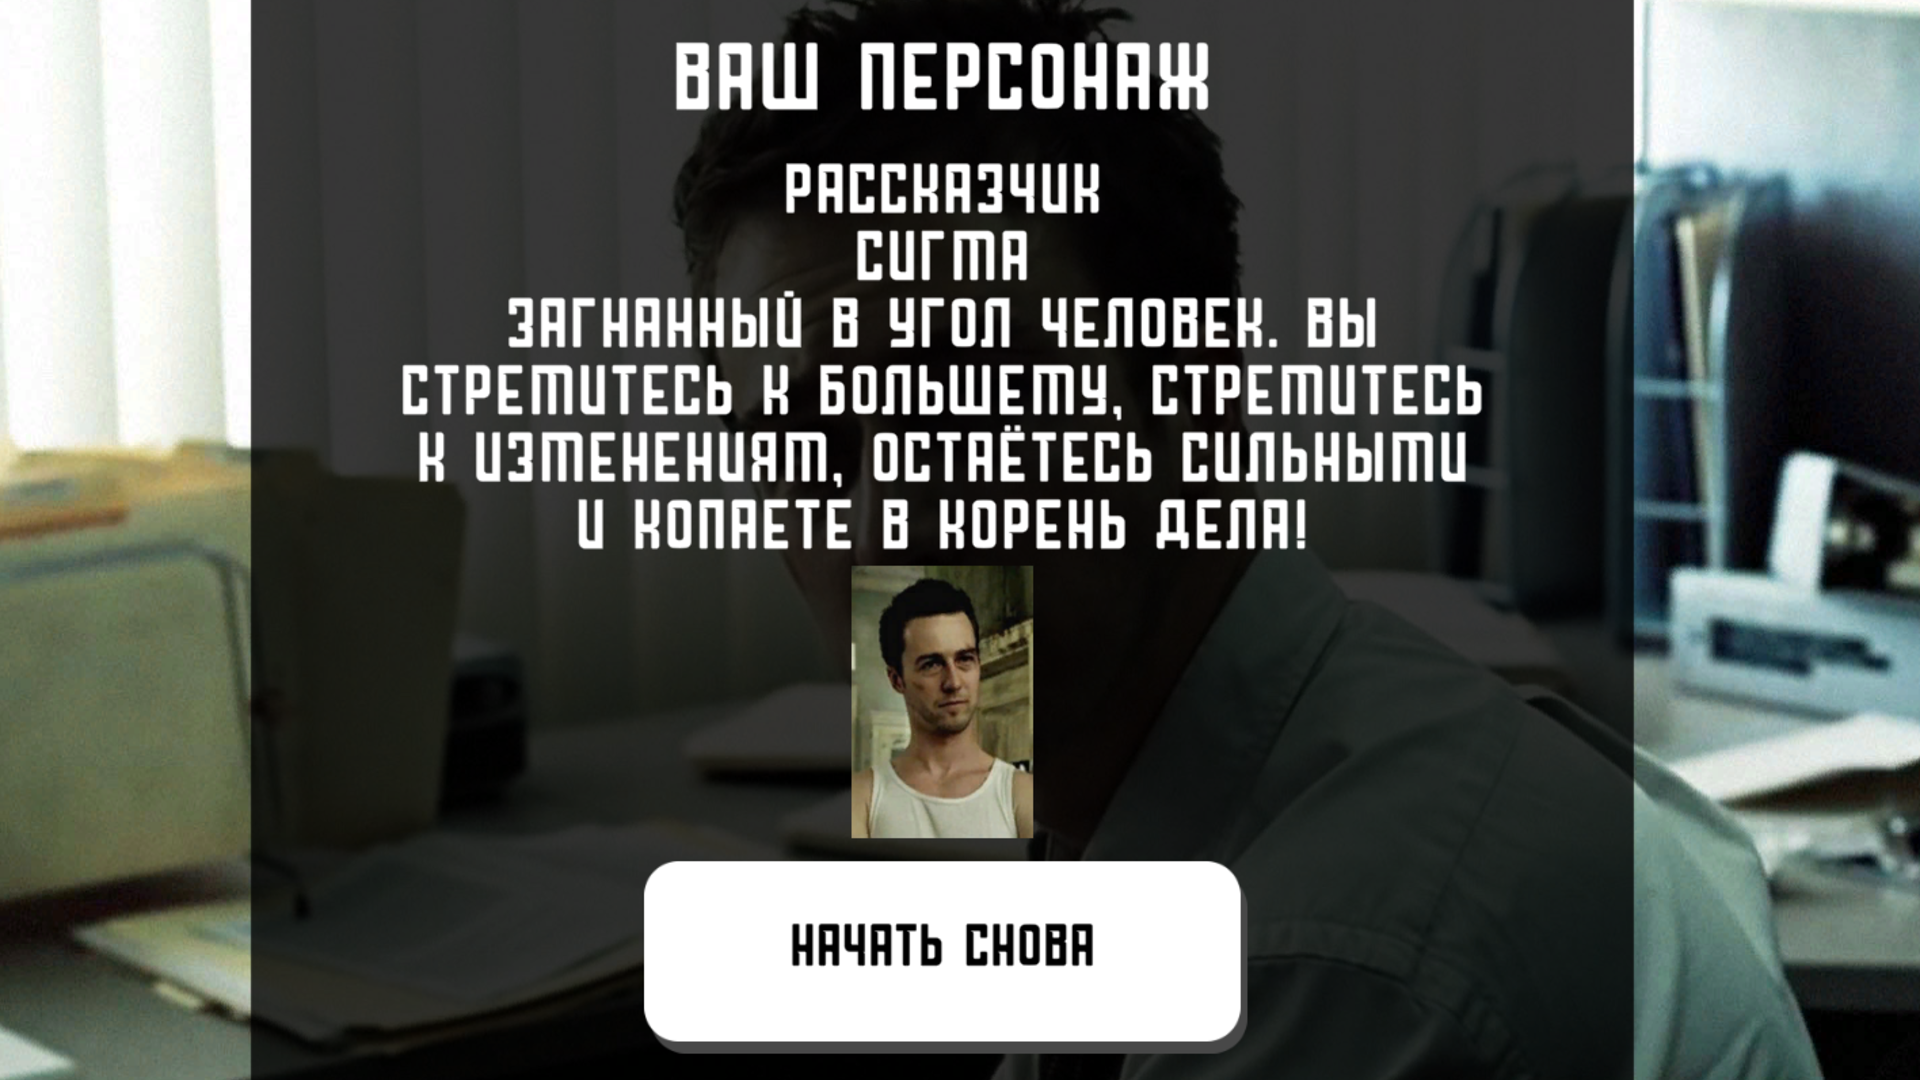 ВАШ ПЕРСОНАЖ
РАССКАЗЧИК
СИГМА
ЗАГНАННЫЙ В УГОЛ ЧЕЛОВЕК. ВЫ
СТРЕМИТЕСЬ К БОЛЬШЕМУ, СТРЕМИТЕСЬ
К ИЗМЕНЕНИЯМ, ОСТАЁТЕСЬ СИЛЬНЫМИ
И КОПАЕТЕ В КОРЕНЬ ДЕЛА!
НАЧАТЬ СНОВА